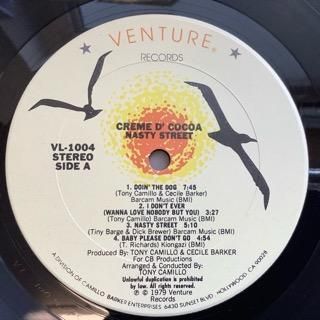 VENTURE®
RECORDS
CREME D' COCOA
NASTY STREET
VL-1004
STEREO
SIDE A
1. DOIN' THE DOG 7:45
(Tony Camillo & Cecile Barker)
Barcam Music (BMI)
2. I DON'T EVER
(WANNA LOVE NOBODY BUT YOU) 3:27
(Tony Camillo) Barcam Music (BMI)
3. NASTY STREET 5:10
(Tiny Barge & Dick Brewer) Barcam Music (BMI)
4. BABY PLEASE DON'T GO 4:54
(T. Richards) Kiongazi (BMI)
Produced By: TONY CAMILLO & CECILE BARKER
For CB Productions
Arranged & Conducted By:
TONY CAMILLO
Unlawful duplication is prohibited
by law. All rights reserved.
℗ © 1979 Venture
Records
A DIVISION OF CAMILLO, BARKER ENTERPRISES 6430 SUNSET BLVD., HOLLYWOOD, CA 90028